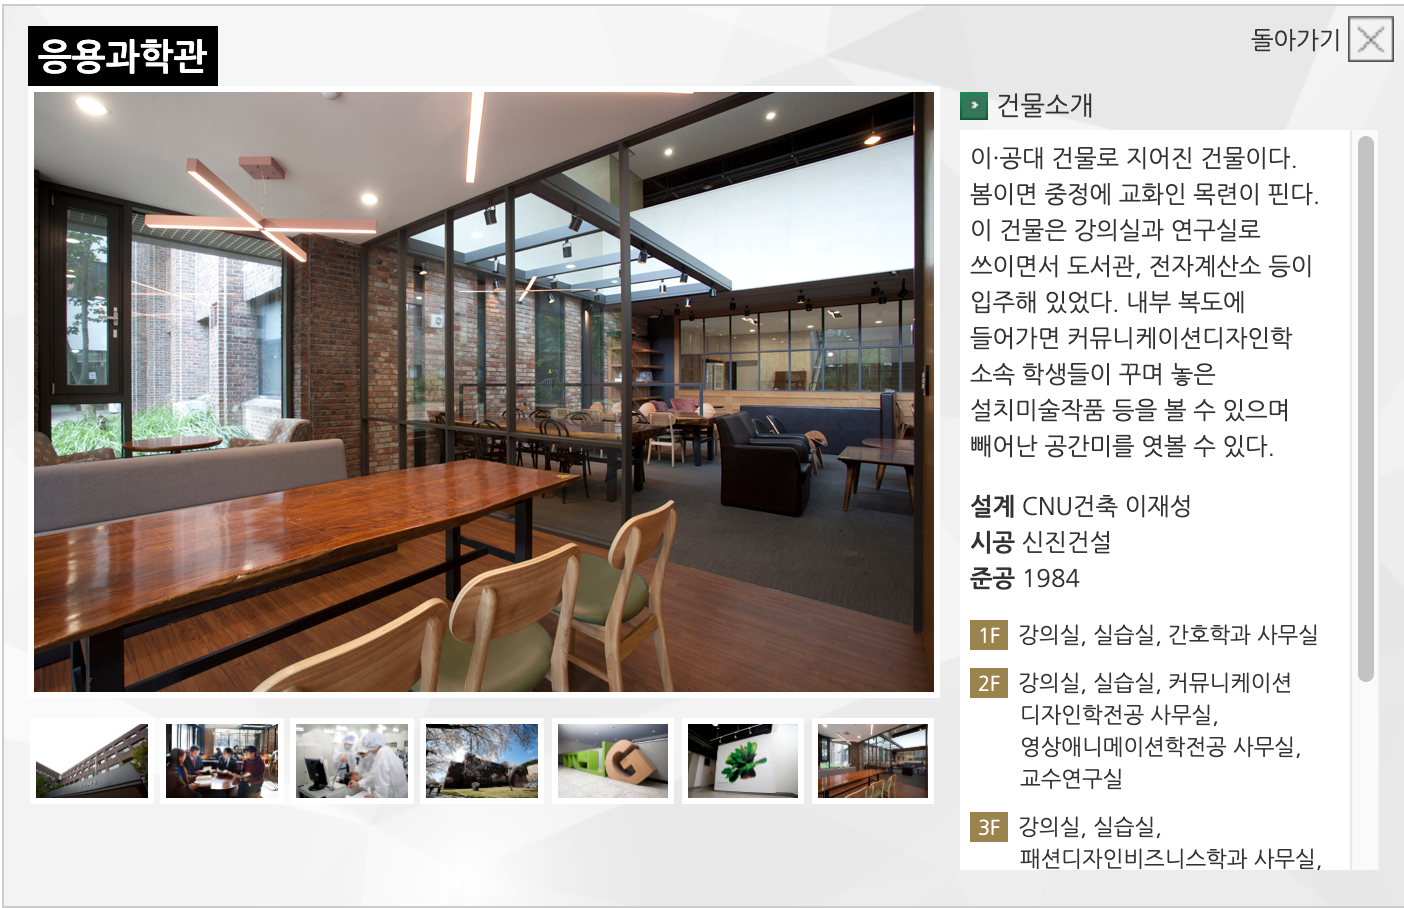 응용과학관
돌아가기
건물소개
이·공대 건물로 지어진 건물이다.
봄이면 중정에 교화인 목련이 핀다.
이 건물은 강의실과 연구실로
쓰이면서 도서관, 전자계산소 등이
입주해 있었다. 내부 복도에
들어가면 커뮤니케이션디자인학
소속 학생들이 꾸며 놓은
설치미술작품 등을 볼 수 있으며
빼어난 공간미를 엿볼 수 있다.
설계 CNU건축 이재성
시공 신진건설
준공 1984
1F 강의실, 실습실, 간호학과 사무실
2F 강의실, 실습실, 커뮤니케이션
디자인학전공 사무실,
영상애니메이션학전공 사무실,
교수연구실
3F 강의실, 실습실,
패션디자인비즈니스학과 사무실,
G